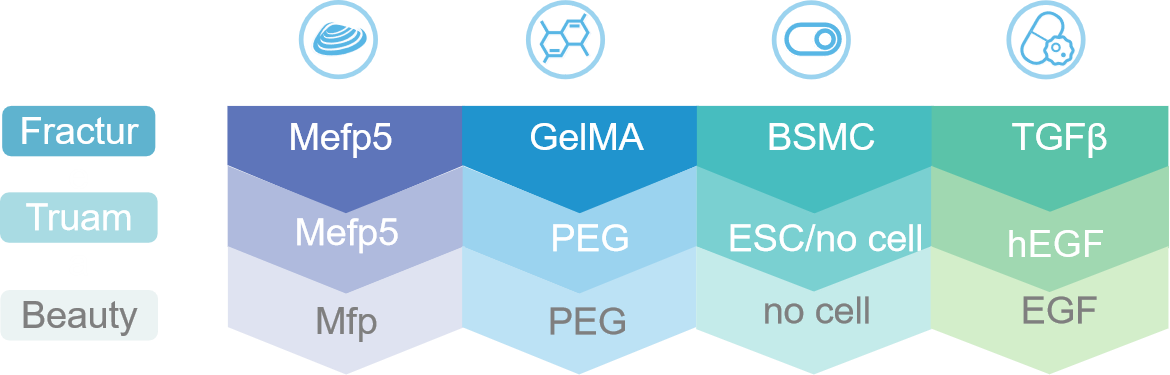 Fractur Mefp5 GelMA BSMC TGFβ
Truam Mefp5 PEG ESC/no cell hEGF
Beauty Mfp PEG no cell EGF